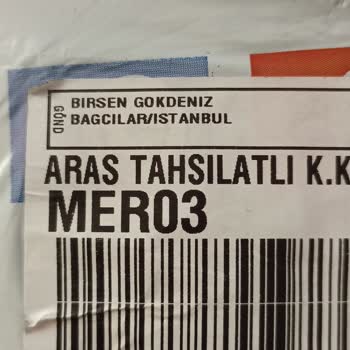 GÖND
BIRSEN GOKDENIZ
BAGCILAR/ISTANBUL
ARAS TAHSILATLI K.K
MER03